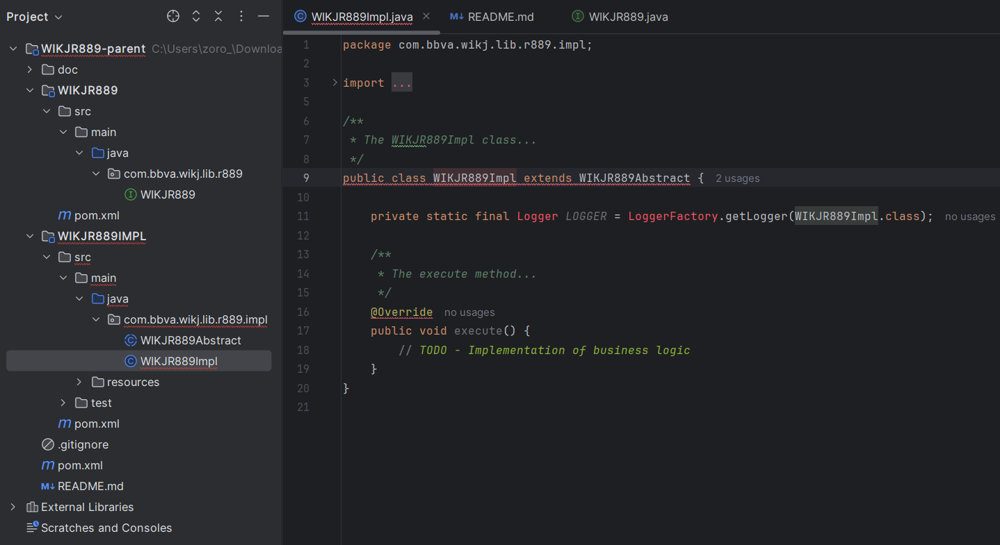 Project
WIKJR889-parent C:\Users\zoro_\Downloa
doc
WIKJR889
src
main
java
com.bbva.wikj.lib.r889
WIKJR889
pom.xml
WIKJR889IMPL
src
main
java
com.bbva.wikj.lib.r889.impl
WIKJR889Abstract
WIKJR889Impl
resources
test
pom.xml
.gitignore
pom.xml
README.md
External Libraries
Scratches and Consoles
WIKJR889Impl.java README.md WIKJR889.java
1 package com.bbva.wikj.lib.r889.impl;
2
3 import ...
5
6 /**
7 * The WIKJR889Impl class...
8 */
9 public class WIKJR889Impl extends WIKJR889Abstract { 2 usages
10
11 private static final Logger LOGGER = LoggerFactory.getLogger(WIKJR889Impl.class); no usages
12
13 /**
14 * The execute method...
15 */
16 @Override no usages
17 public void execute() {
18 // TODO - Implementation of business logic
19 }
20 }
21